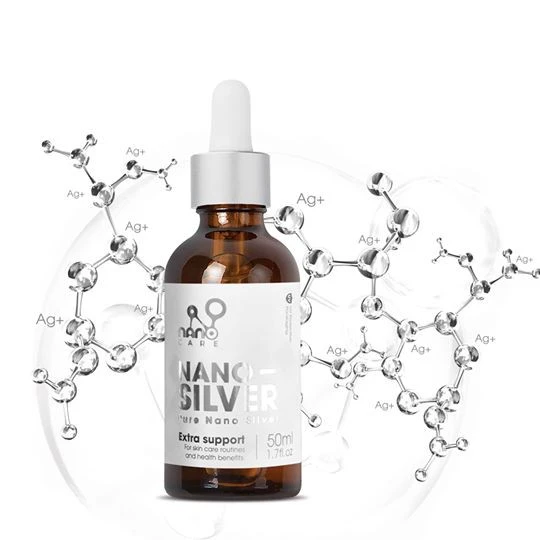 Ag+
Ag+
Ag+
Ag+
Ag+
Ag+
Ag+
Ag+
Ag+
Ag+
Ag+
Ag+
nano
CARE
NANO
SILVER
Pure Nano Silver
Extra support
For skin care routines
and health benefits.
50ml
1.7fl.oz